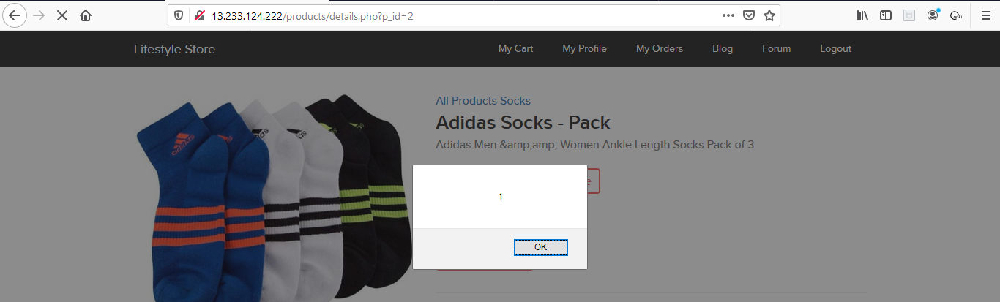 13.233.124.222/products/details.php?p_id=2
Lifestyle Store
My Cart
My Profile
My Orders
Blog
Forum
Logout
All Products Socks
Adidas Socks - Pack
Adidas Men &amp;amp; Women Ankle Length Socks Pack of 3
1
OK
adidas